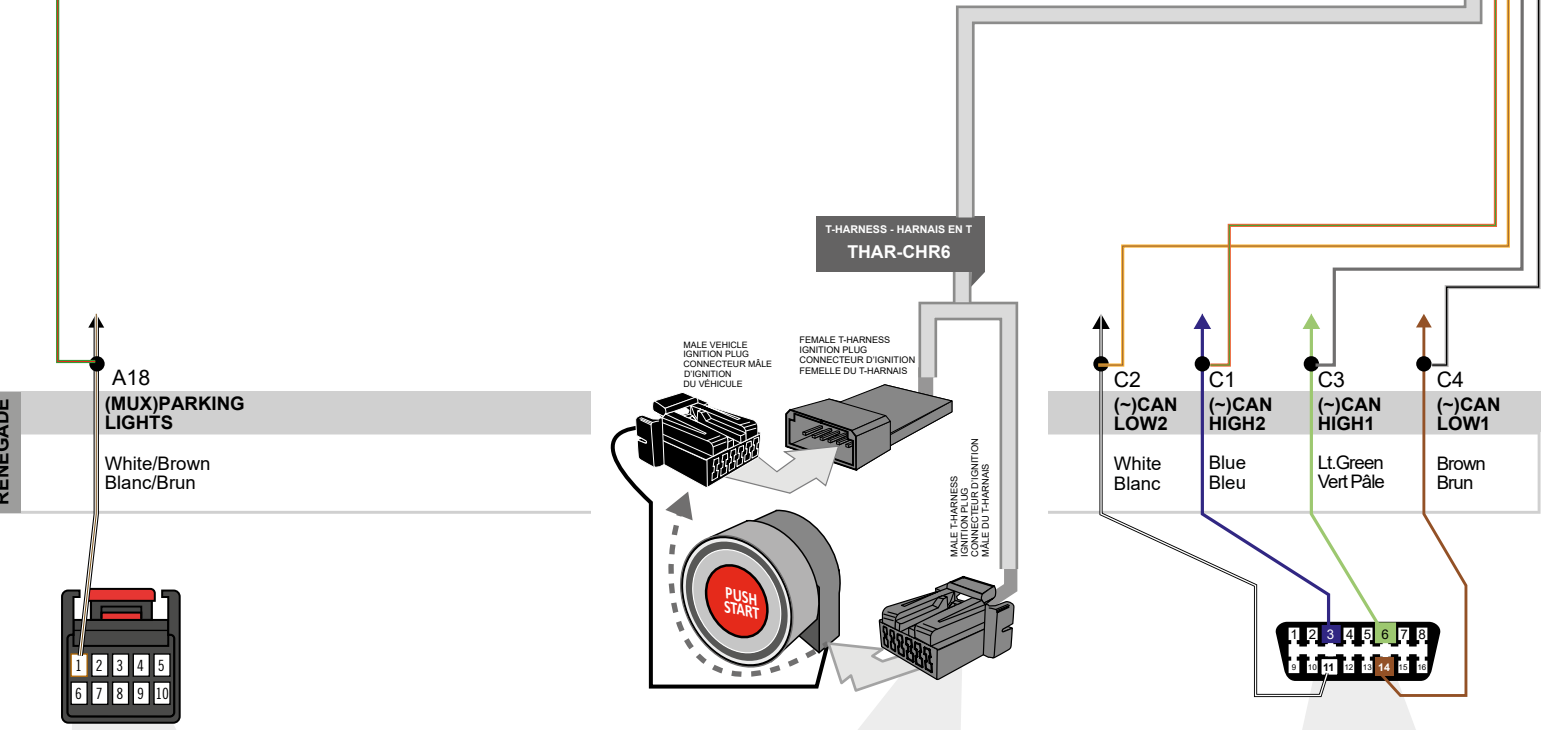 T-HARNESS - HARNAIS EN T
THAR-CHR6
MALE VEHICLE
IGNITION PLUG
CONNECTEUR MÂLE
D'IGNITION
DU VÉHICULE
FEMALE T-HARNESS
IGNITION PLUG
CONNECTEUR D'IGNITION
FEMELLE DU T-HARNAIS
A18
(MUX)PARKING
LIGHTS
White/Brown
Blanc/Brun
RENEGADE
C2
(~)CAN
LOW2
White
Blanc
C1
(~)CAN
HIGH2
Blue
Bleu
C3
(~)CAN
HIGH1
Lt.Green
Vert Pâle
C4
(~)CAN
LOW1
Brown
Brun
MALE T-HARNESS
IGNITION PLUG
CONNECTEUR D'IGNITION
MÂLE DU T-HARNAIS
PUSH
START
1 2 3 4 5
6 7 8 9 10
1 2 3 4 5 6 7 8
9 10 11 12 13 14 15 16